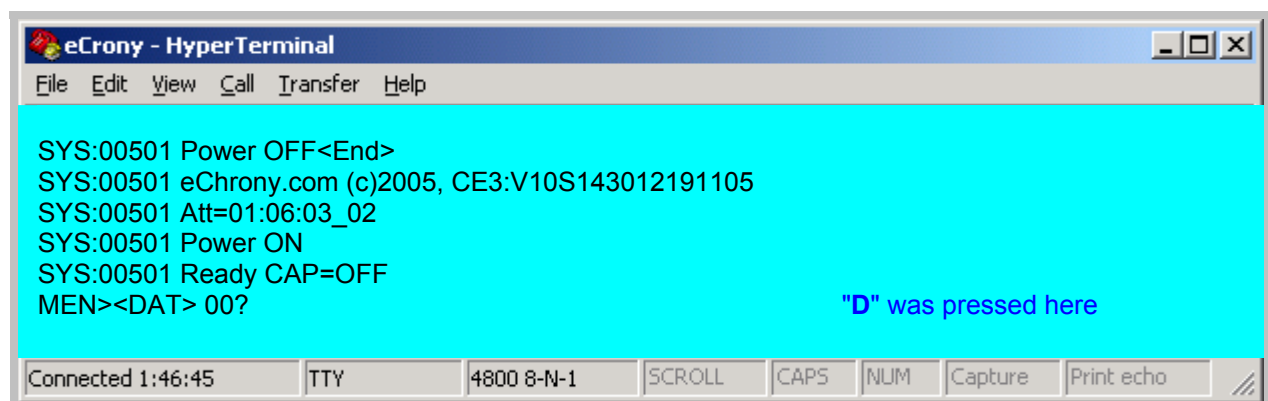 eCrony - HyperTerminal
File Edit View Call Transfer Help
SYS:00501 Power OFF<End>
SYS:00501 eChrony.com (c)2005, CE3:V10S143012191105
SYS:00501 Att=01:06:03_02
SYS:00501 Power ON
SYS:00501 Ready CAP=OFF
MEN><DAT> 00? "D" was pressed here
Connected 1:46:45 TTY 4800 8-N-1 SCROLL CAPS NUM Capture Print echo